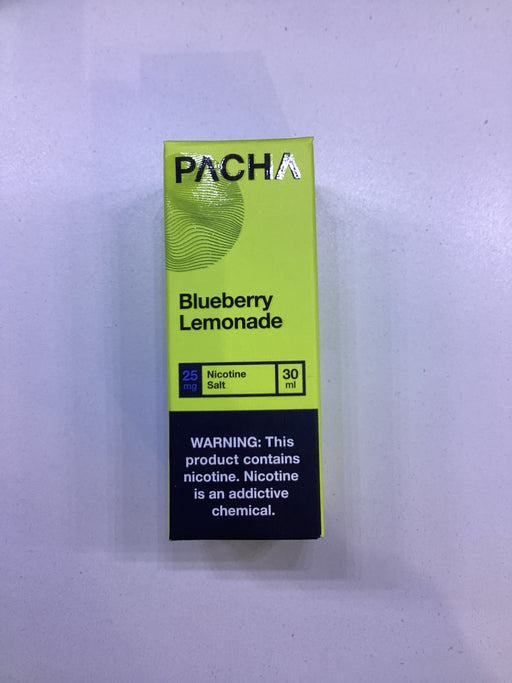 PACHA
Blueberry
Lemonade
25
mg
Nicotine
Salt
30
ml
WARNING: This
product contains
nicotine. Nicotine
is an addictive
chemical.